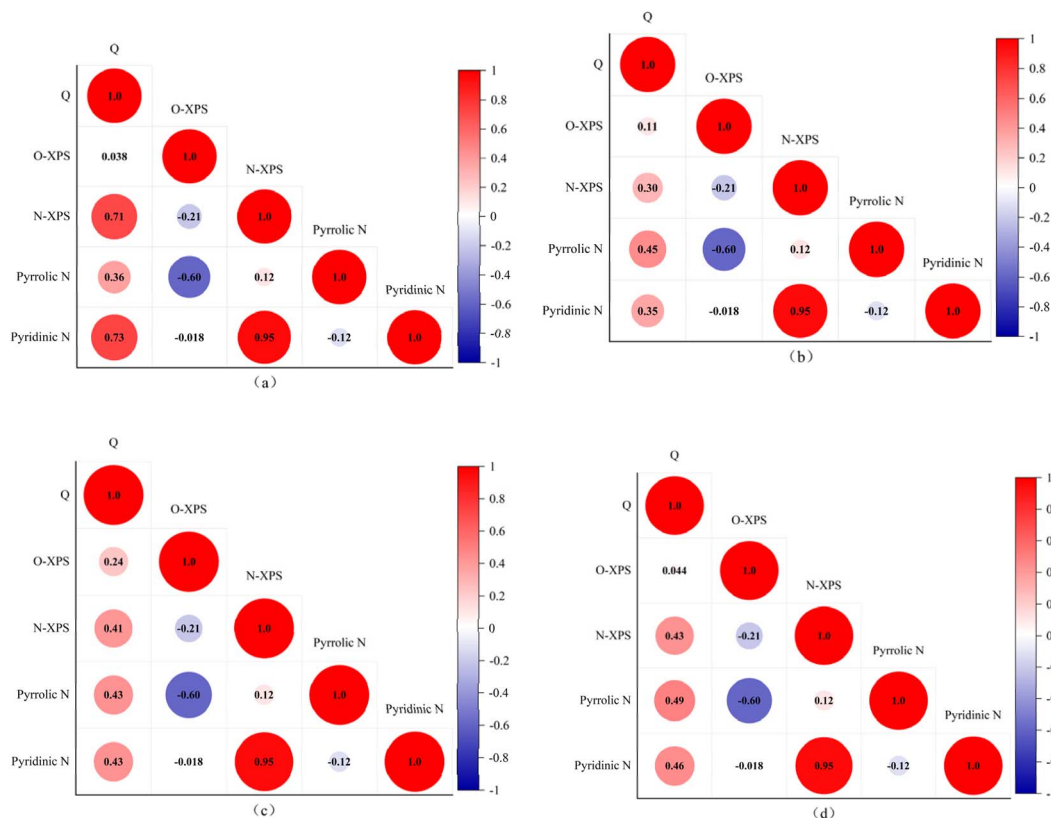 Q
Q 1.0
O-XPS
O-XPS 0.038 1.0
N-XPS
N-XPS 0.71 -0.21 1.0
Pyrrolic N
Pyrrolic N 0.36 -0.60 0.12 1.0
Pyridinic N
Pyridinic N 0.73 -0.018 0.95 -0.12 1.0
1
0.8
0.6
0.4
0.2
0
-0.2
-0.4
-0.6
-0.8
-1
(a)
Q
Q 1.0
O-XPS
O-XPS 0.11 1.0
N-XPS
N-XPS 0.30 -0.21 1.0
Pyrrolic N
Pyrrolic N 0.45 -0.60 0.12 1.0
Pyridinic N
Pyridinic N 0.35 -0.018 0.95 -0.12 1.0
1
0.8
0.6
0.4
0.2
0
-0.2
-0.4
-0.6
-0.8
-1
(b)
Q
Q 1.0
O-XPS
O-XPS 0.24 1.0
N-XPS
N-XPS 0.41 -0.21 1.0
Pyrrolic N
Pyrrolic N 0.43 -0.60 0.12 1.0
Pyridinic N
Pyridinic N 0.43 -0.018 0.95 -0.12 1.0
1
0.8
0.6
0.4
0.2
0
-0.2
-0.4
-0.6
-0.8
-1
(c)
Q
Q 1.0
O-XPS
O-XPS 0.044 1.0
N-XPS
N-XPS 0.43 -0.21 1.0
Pyrrolic N
Pyrrolic N 0.49 -0.60 0.12 1.0
Pyridinic N
Pyridinic N 0.46 -0.018 0.95 -0.12 1.0
(d)